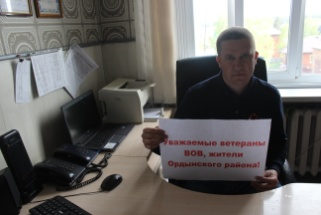 Уважаемые ветераны
ВОВ, жители
Ордынского района!